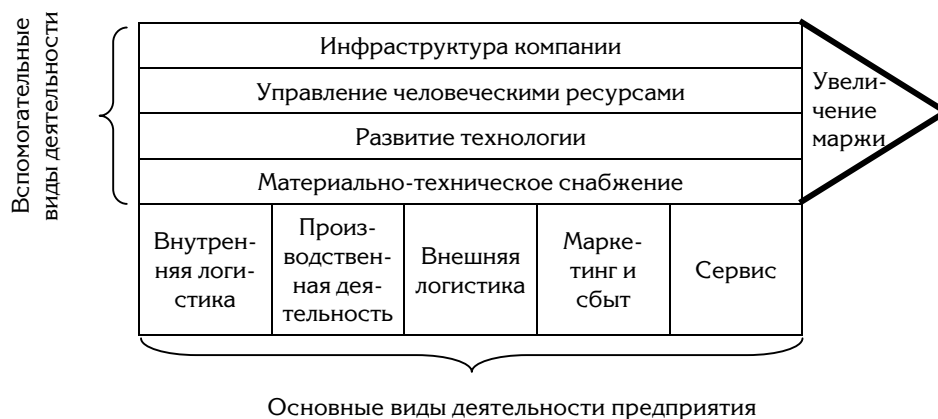 Вспомогательные
виды деятельности
Инфраструктура компании
Управление человеческими ресурсами
Развитие технологии
Материально-техническое снабжение
Увели-
чение
маржи
Внутрен-
няя логи-
стика
Произ-
водствен-
ная дея-
тельность
Внешняя
логистика
Марке-
тинг и
сбыт
Сервис
Основные виды деятельности предприятия